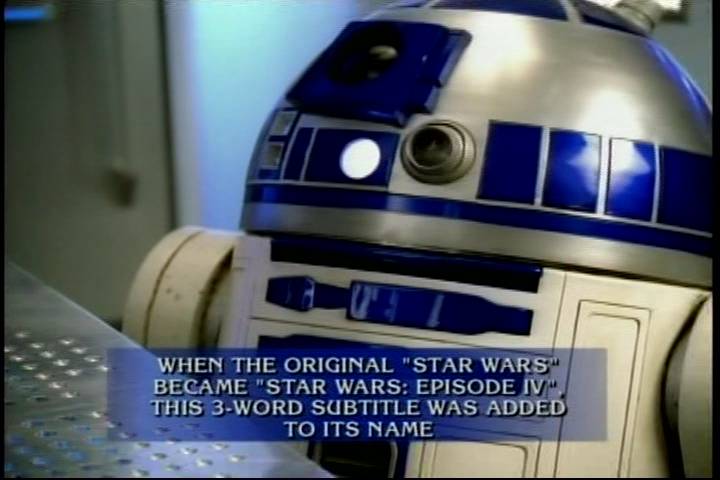 WHEN THE ORIGINAL "STAR WARS"
BECAME "STAR WARS: EPISODE IV",
THIS 3-WORD SUBTITLE WAS ADDED
TO ITS NAME